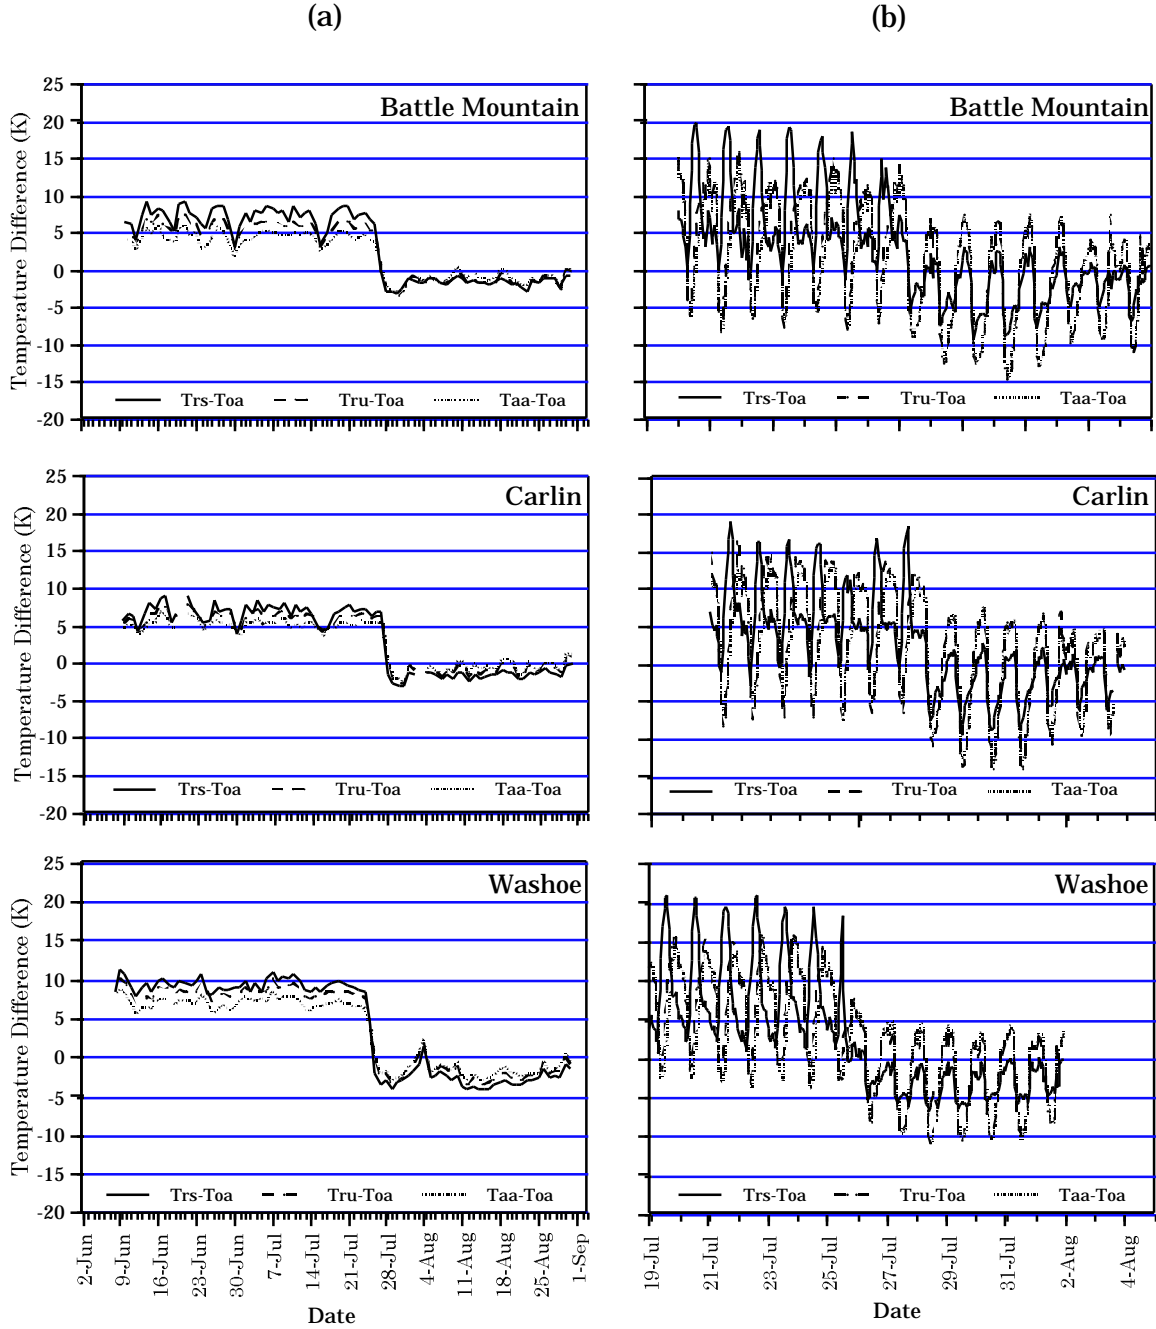 (a)
(b)
Battle Mountain
Temperature Difference (K)
25
20
15
10
5
0
-5
-10
-15
-20
Trs-Toa Tru-Toa Taa-Toa
Battle Mountain
Trs-Toa Tru-Toa Taa-Toa
Carlin
Temperature Difference (K)
25
20
15
10
5
0
-5
-10
-15
-20
Trs-Toa Tru-Toa Taa-Toa
Carlin
Trs-Toa Tru-Toa Taa-Toa
Washoe
Temperature Difference (K)
25
20
15
10
5
0
-5
-10
-15
-20
Trs-Toa Tru-Toa Taa-Toa
2-Jun 9-Jun 16-Jun 23-Jun 30-Jun 7-Jul 14-Jul 21-Jul 28-Jul 4-Aug 11-Aug 18-Aug 25-Aug 1-Sep
Date
Washoe
Trs-Toa Tru-Toa Taa-Toa
19-Jul 21-Jul 23-Jul 25-Jul 27-Jul 29-Jul 31-Jul 2-Aug 4-Aug
Date